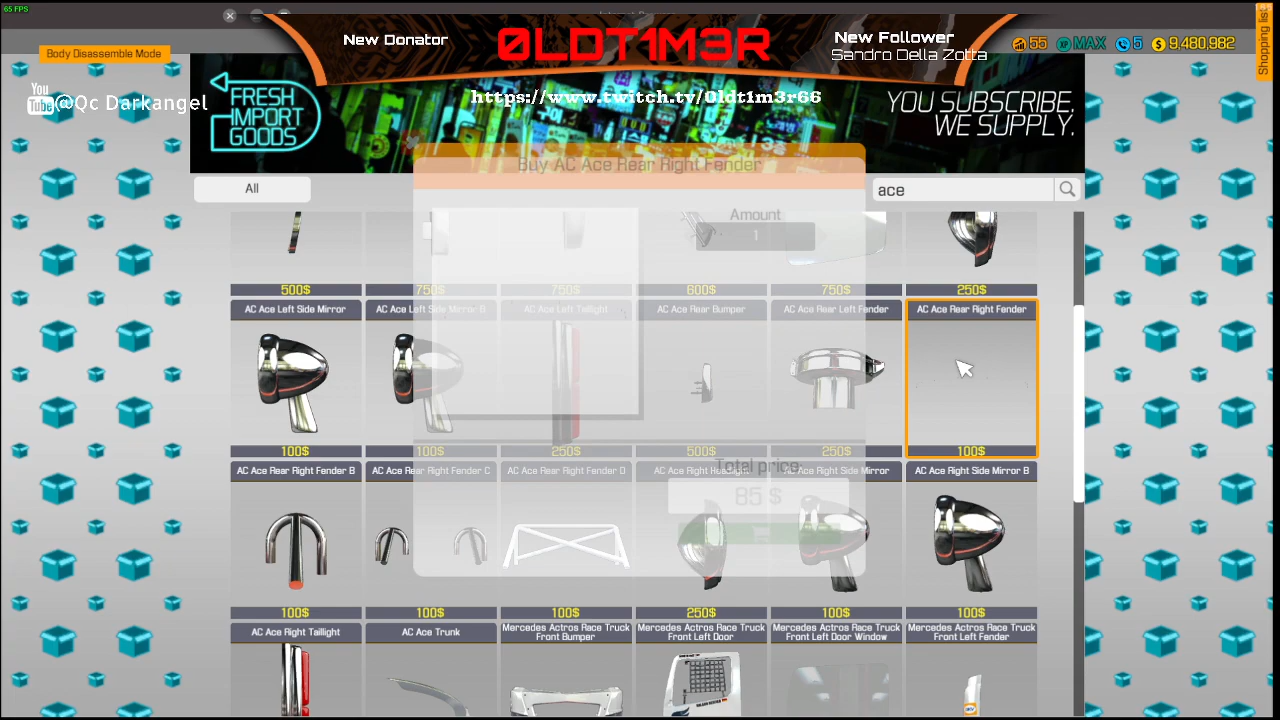 65 FPS
New Donator
0LDT1M3R
New Follower
Sandro Della Zotta
55
MAX
5
9,480,982
Shopping list
Body Disassemble Mode
You
Tube
@Qc Darkangel
https://www.twitch.tv/0ldt1m3r66
FRESH
IMPORT
GOODS
YOU SUBSCRIBE.
WE SUPPLY.
Buy AC Ace Rear Right Fender
All
ace
Amount
1
500$
750$
750$
600$
750$
250$
AC Ace Left Side Mirror
AC Ace Left Side Mirror B
AC Ace Left Taillight
AC Ace Rear Bumper
AC Ace Rear Left Fender
AC Ace Rear Right Fender
100$
100$
250$
500$
250$
100$
AC Ace Rear Right Fender B
AC Ace Rear Right Fender C
AC Ace Rear Right Fender D
AC Ace Right Headlight
AC Ace Right Side Mirror
AC Ace Right Side Mirror B
Total price:
85 $
100$
100$
100$
250$
100$
100$
AC Ace Right Taillight
AC Ace Trunk
Mercedes Actros Race Truck
Front Bumper
Mercedes Actros Race Truck
Front Left Door
Mercedes Actros Race Truck
Front Left Door Window
Mercedes Actros Race Truck
Front Left Fender